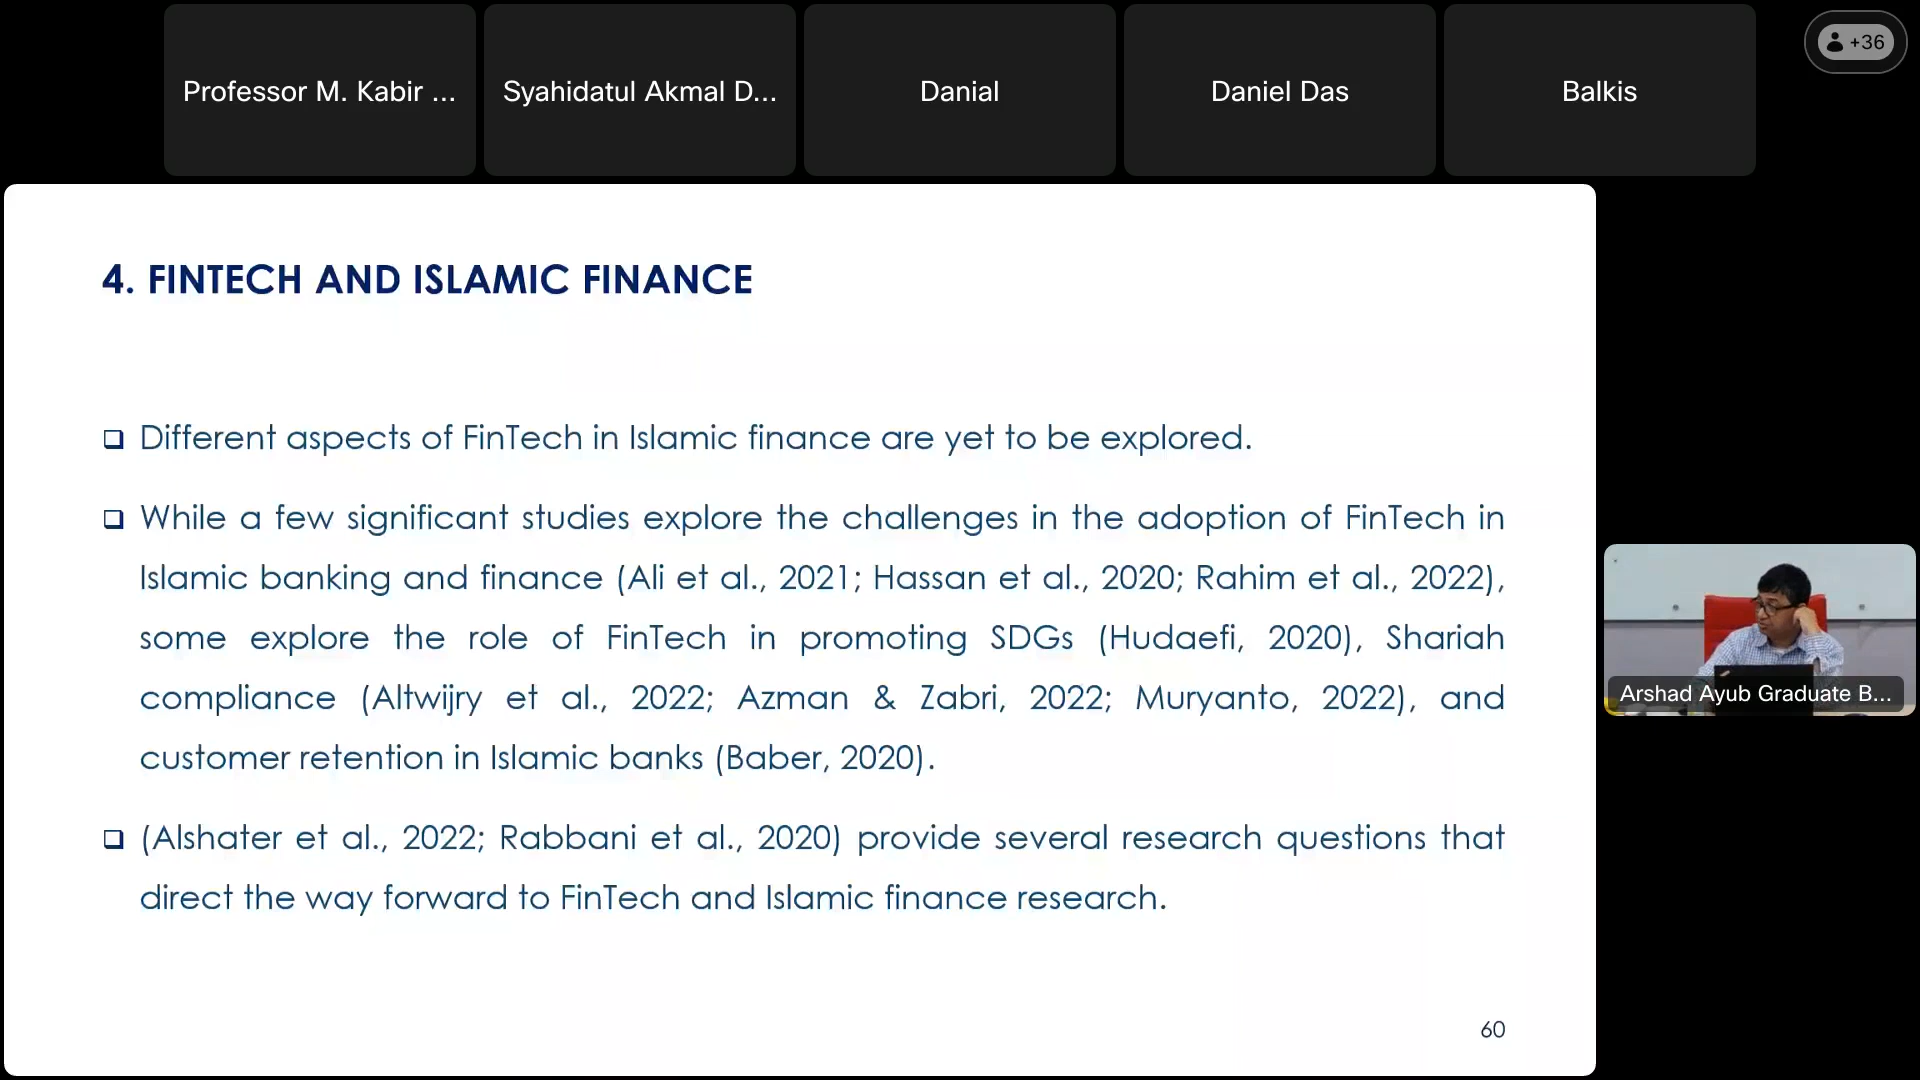 Professor M. Kabir ...
Syahidatul Akmal D...
Danial
Daniel Das
Balkis
+36
4. FINTECH AND ISLAMIC FINANCE
❑ Different aspects of FinTech in Islamic finance are yet to be explored.
❑ While a few significant studies explore the challenges in the adoption of FinTech in
Islamic banking and finance (Ali et al., 2021; Hassan et al., 2020; Rahim et al., 2022),
some explore the role of FinTech in promoting SDGs (Hudaefi, 2020), Shariah
compliance (Altwijry et al., 2022; Azman & Zabri, 2022; Muryanto, 2022), and
customer retention in Islamic banks (Baber, 2020).
❑ (Alshater et al., 2022; Rabbani et al., 2020) provide several research questions that
direct the way forward to FinTech and Islamic finance research.
60
Arshad Ayub Graduate B...